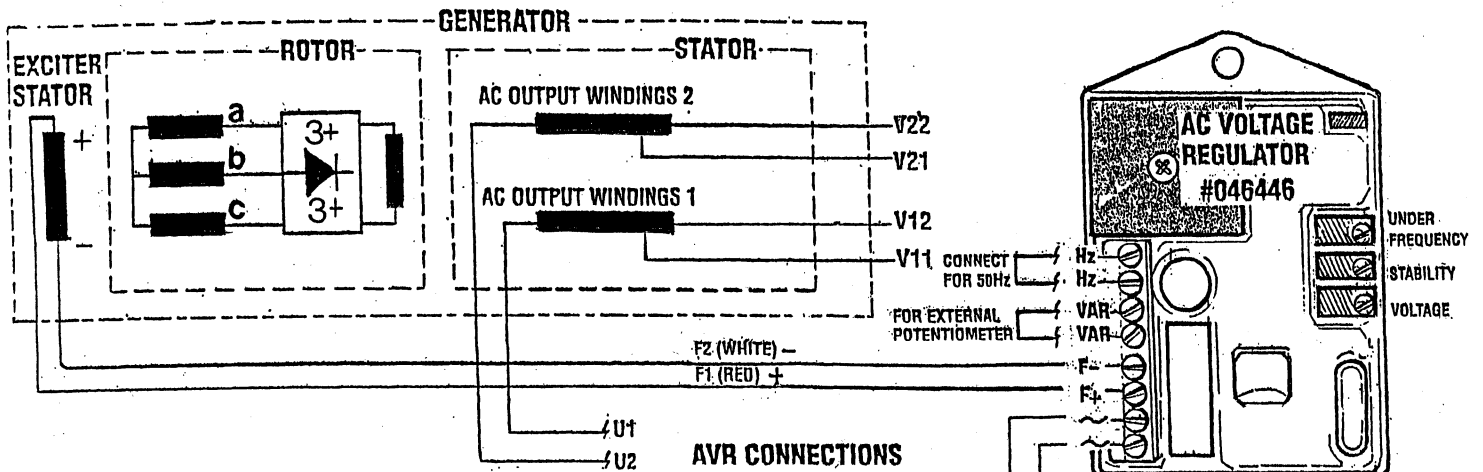 GENERATOR
EXCITER
STATOR
+
−
ROTOR
a
b
c
3+
3+
STATOR
AC OUTPUT WINDINGS 2
AC OUTPUT WINDINGS 1
V22
V21
V12
V11
CONNECT
FOR 50Hz
FOR EXTERNAL
POTENTIOMETER
Hz
Hz
VAR
VAR
F−
F+
~
~
AC VOLTAGE
REGULATOR
#046446
UNDER
FREQUENCY
STABILITY
VOLTAGE
F2 (WHITE) −
F1 (RED) +
U1
U2
AVR CONNECTIONS